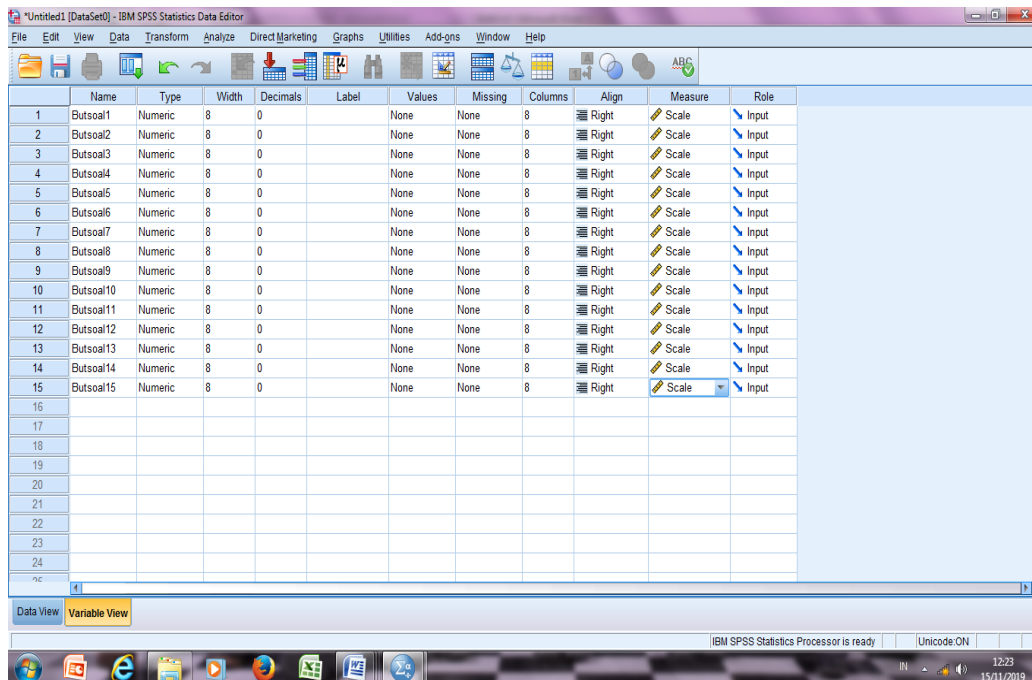 *Untitled1 [DataSet0] - IBM SPSS Statistics Data Editor
File Edit View Data Transform Analyze Direct Marketing Graphs Utilities Add-ons Window Help
Name Type Width Decimals Label Values Missing Columns Align Measure Role
1 Butsoal1 Numeric 8 0 None None 8 Right Scale Input
2 Butsoal2 Numeric 8 0 None None 8 Right Scale Input
3 Butsoal3 Numeric 8 0 None None 8 Right Scale Input
4 Butsoal4 Numeric 8 0 None None 8 Right Scale Input
5 Butsoal5 Numeric 8 0 None None 8 Right Scale Input
6 Butsoal6 Numeric 8 0 None None 8 Right Scale Input
7 Butsoal7 Numeric 8 0 None None 8 Right Scale Input
8 Butsoal8 Numeric 8 0 None None 8 Right Scale Input
9 Butsoal9 Numeric 8 0 None None 8 Right Scale Input
10 Butsoal10 Numeric 8 0 None None 8 Right Scale Input
11 Butsoal11 Numeric 8 0 None None 8 Right Scale Input
12 Butsoal12 Numeric 8 0 None None 8 Right Scale Input
13 Butsoal13 Numeric 8 0 None None 8 Right Scale Input
14 Butsoal14 Numeric 8 0 None None 8 Right Scale Input
15 Butsoal15 Numeric 8 0 None None 8 Right Scale Input
16
17
18
19
20
21
22
23
24
Data View Variable View
IBM SPSS Statistics Processor is ready Unicode:ON
IN 12:23
15/11/2019